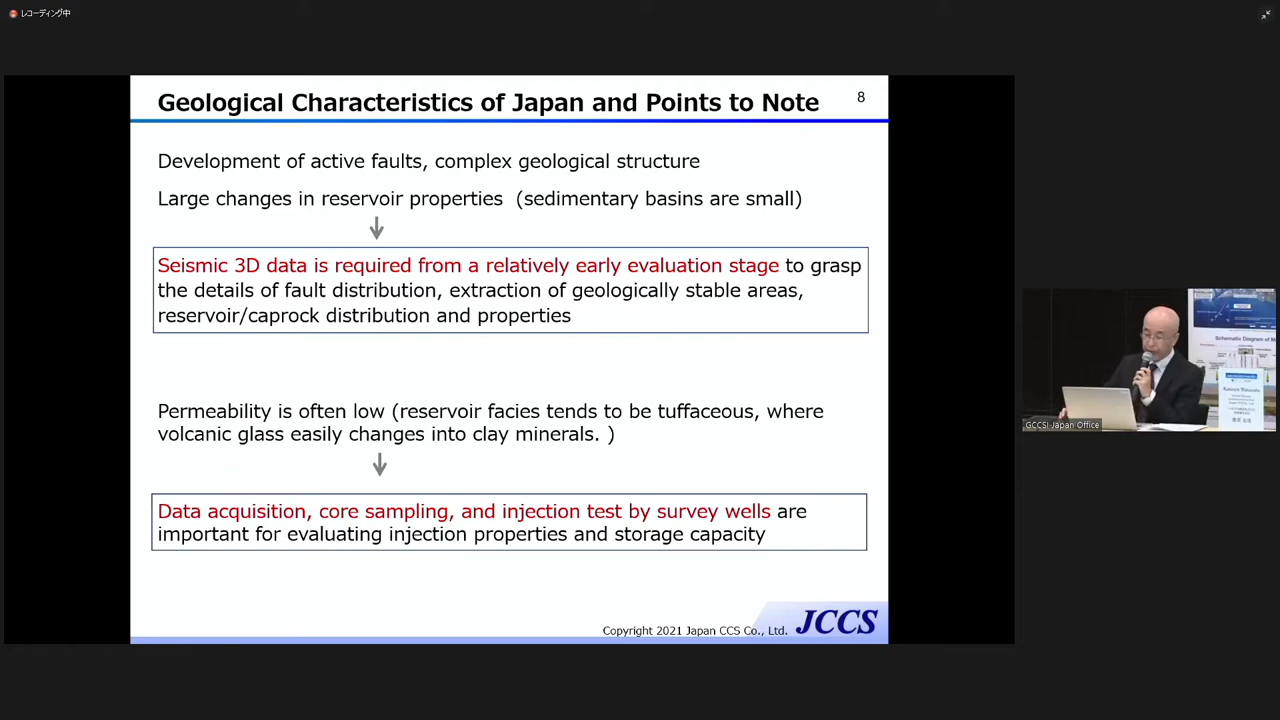 レコーディング中
Geological Characteristics of Japan and Points to Note
8
Development of active faults, complex geological structure
Large changes in reservoir properties (sedimentary basins are small)
Seismic 3D data is required from a relatively early evaluation stage to grasp
the details of fault distribution, extraction of geologically stable areas,
reservoir/caprock distribution and properties
Permeability is often low (reservoir facies tends to be tuffaceous, where
volcanic glass easily changes into clay minerals. )
Data acquisition, core sampling, and injection test by survey wells are
important for evaluating injection properties and storage capacity
Copyright 2021 Japan CCS Co., Ltd.
JCCS
Schematic Diagram of M
GCCSI Japan Office